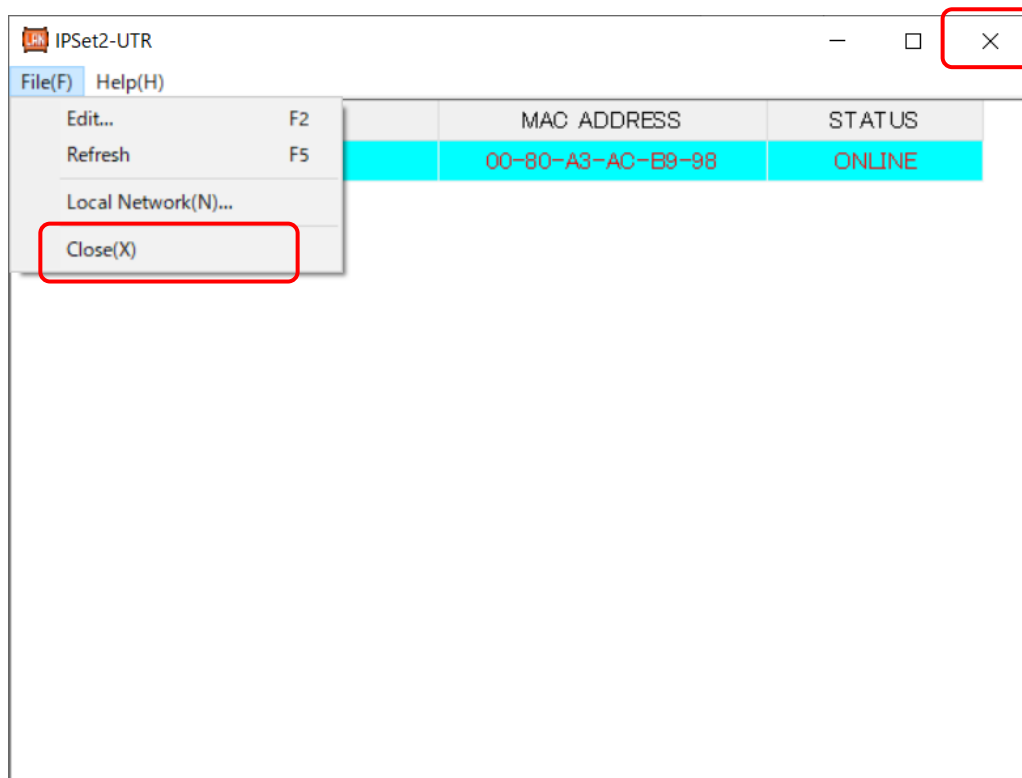 LAN IPSet2-UTR
File(F) Help(H)
Edit... F2
Refresh F5
Local Network(N)...
Close(X)
MAC ADDRESS STATUS
00-80-A3-AC-B9-98 ONLINE